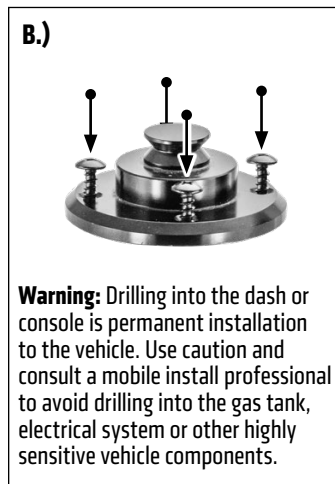 B.)
Warning: Drilling into the dash or
console is permanent installation
to the vehicle. Use caution and
consult a mobile install professional
to avoid drilling into the gas tank,
electrical system or other highly
sensitive vehicle components.